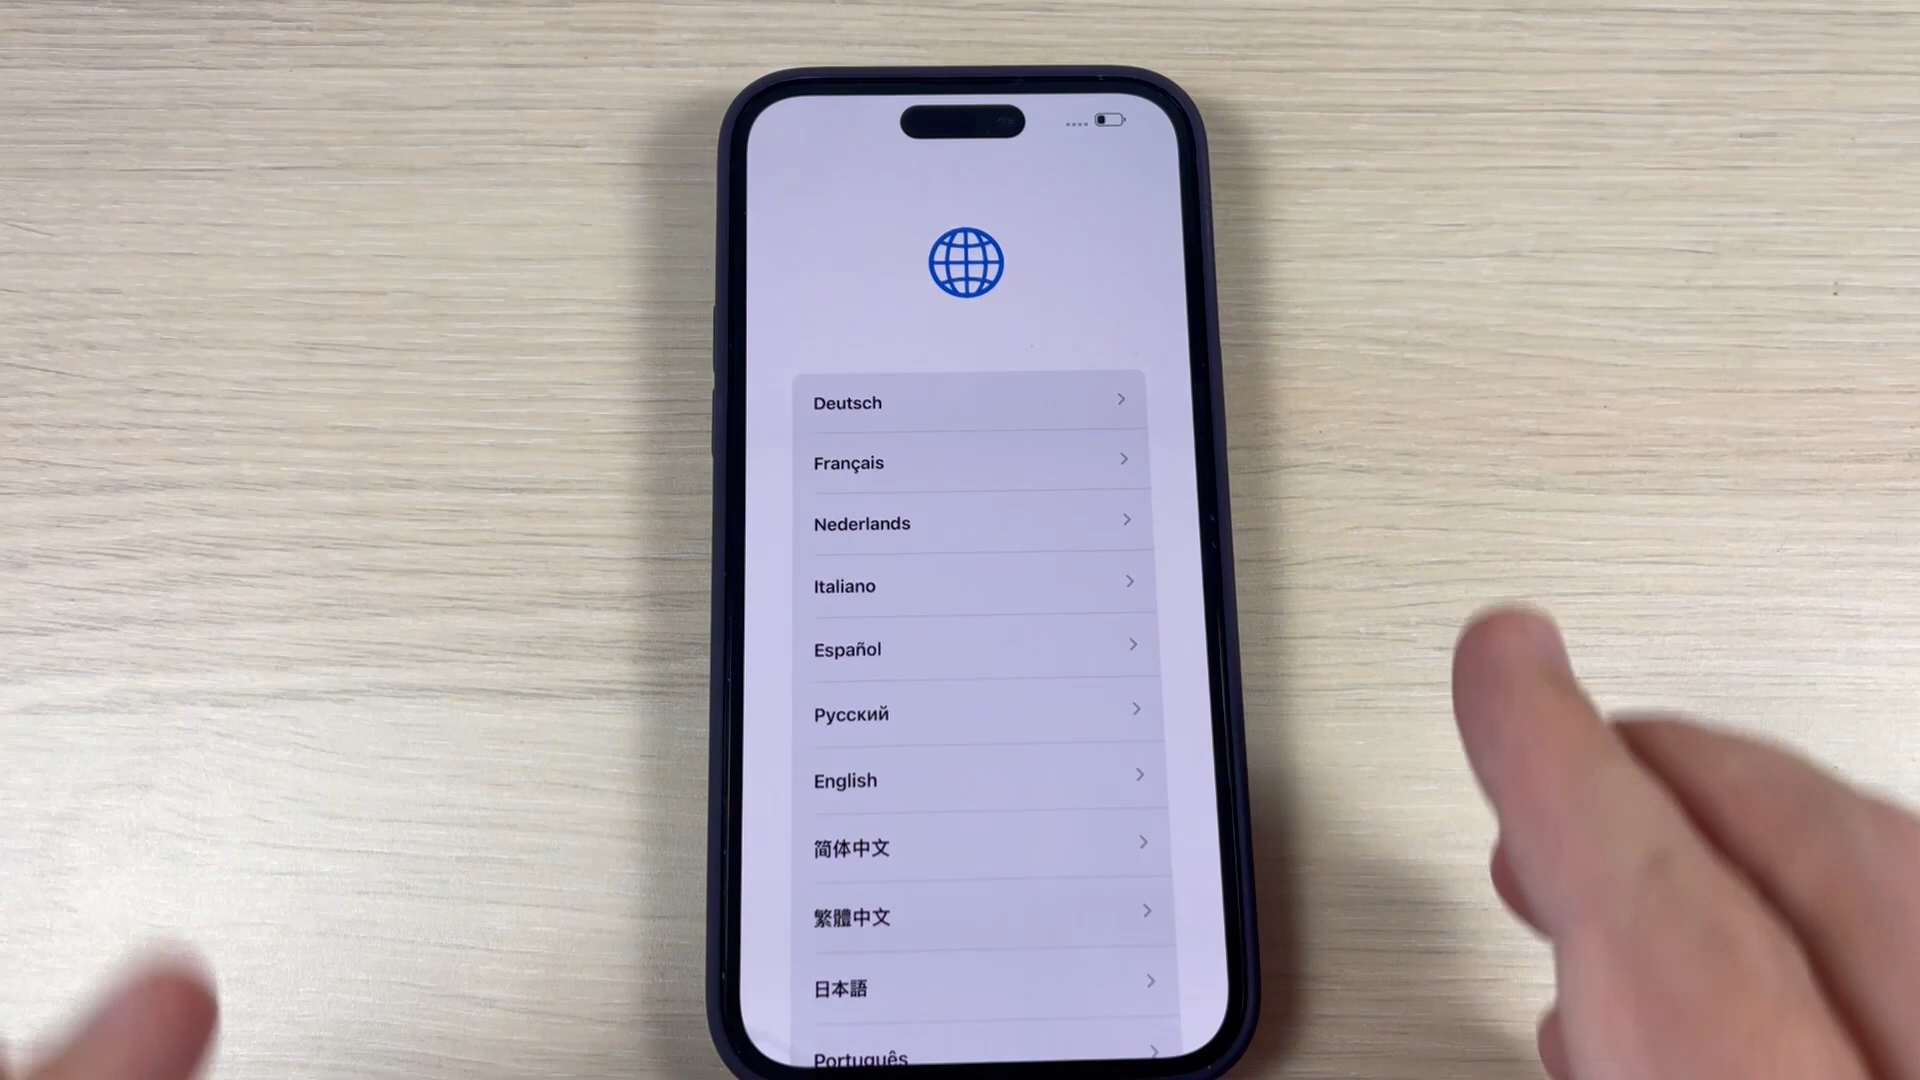 Deutsch
Français
Nederlands
Italiano
Español
Русский
English
简体中文
繁體中文
日本語
Português